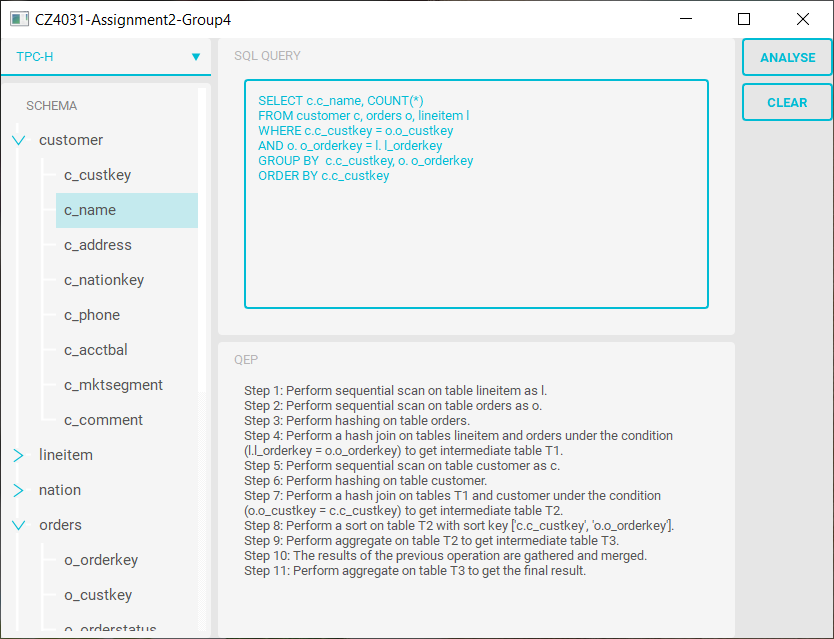 CZ4031-Assignment2-Group4
TPC-H
SCHEMA
customer
c_custkey
c_name
c_address
c_nationkey
c_phone
c_acctbal
c_mktsegment
c_comment
lineitem
nation
orders
o_orderkey
o_custkey
o_orderstatus
SQL QUERY
SELECT c.c_name, COUNT(*)
FROM customer c, orders o, lineitem l
WHERE c.c_custkey = o.o_custkey
AND o. o_orderkey = l. l_orderkey
GROUP BY  c.c_custkey, o. o_orderkey
ORDER BY c.c_custkey
QEP
Step 1: Perform sequential scan on table lineitem as l.
Step 2: Perform sequential scan on table orders as o.
Step 3: Perform hashing on table orders.
Step 4: Perform a hash join on tables lineitem and orders under the condition
(l.l_orderkey = o.o_orderkey) to get intermediate table T1.
Step 5: Perform sequential scan on table customer as c.
Step 6: Perform hashing on table customer.
Step 7: Perform a hash join on tables T1 and customer under the condition
(o.o_custkey = c.c_custkey) to get intermediate table T2.
Step 8: Perform a sort on table T2 with sort key ['c.c_custkey', 'o.o_orderkey'].
Step 9: Perform aggregate on table T2 to get intermediate table T3.
Step 10: The results of the previous operation are gathered and merged.
Step 11: Perform aggregate on table T3 to get the final result.
ANALYSE
CLEAR